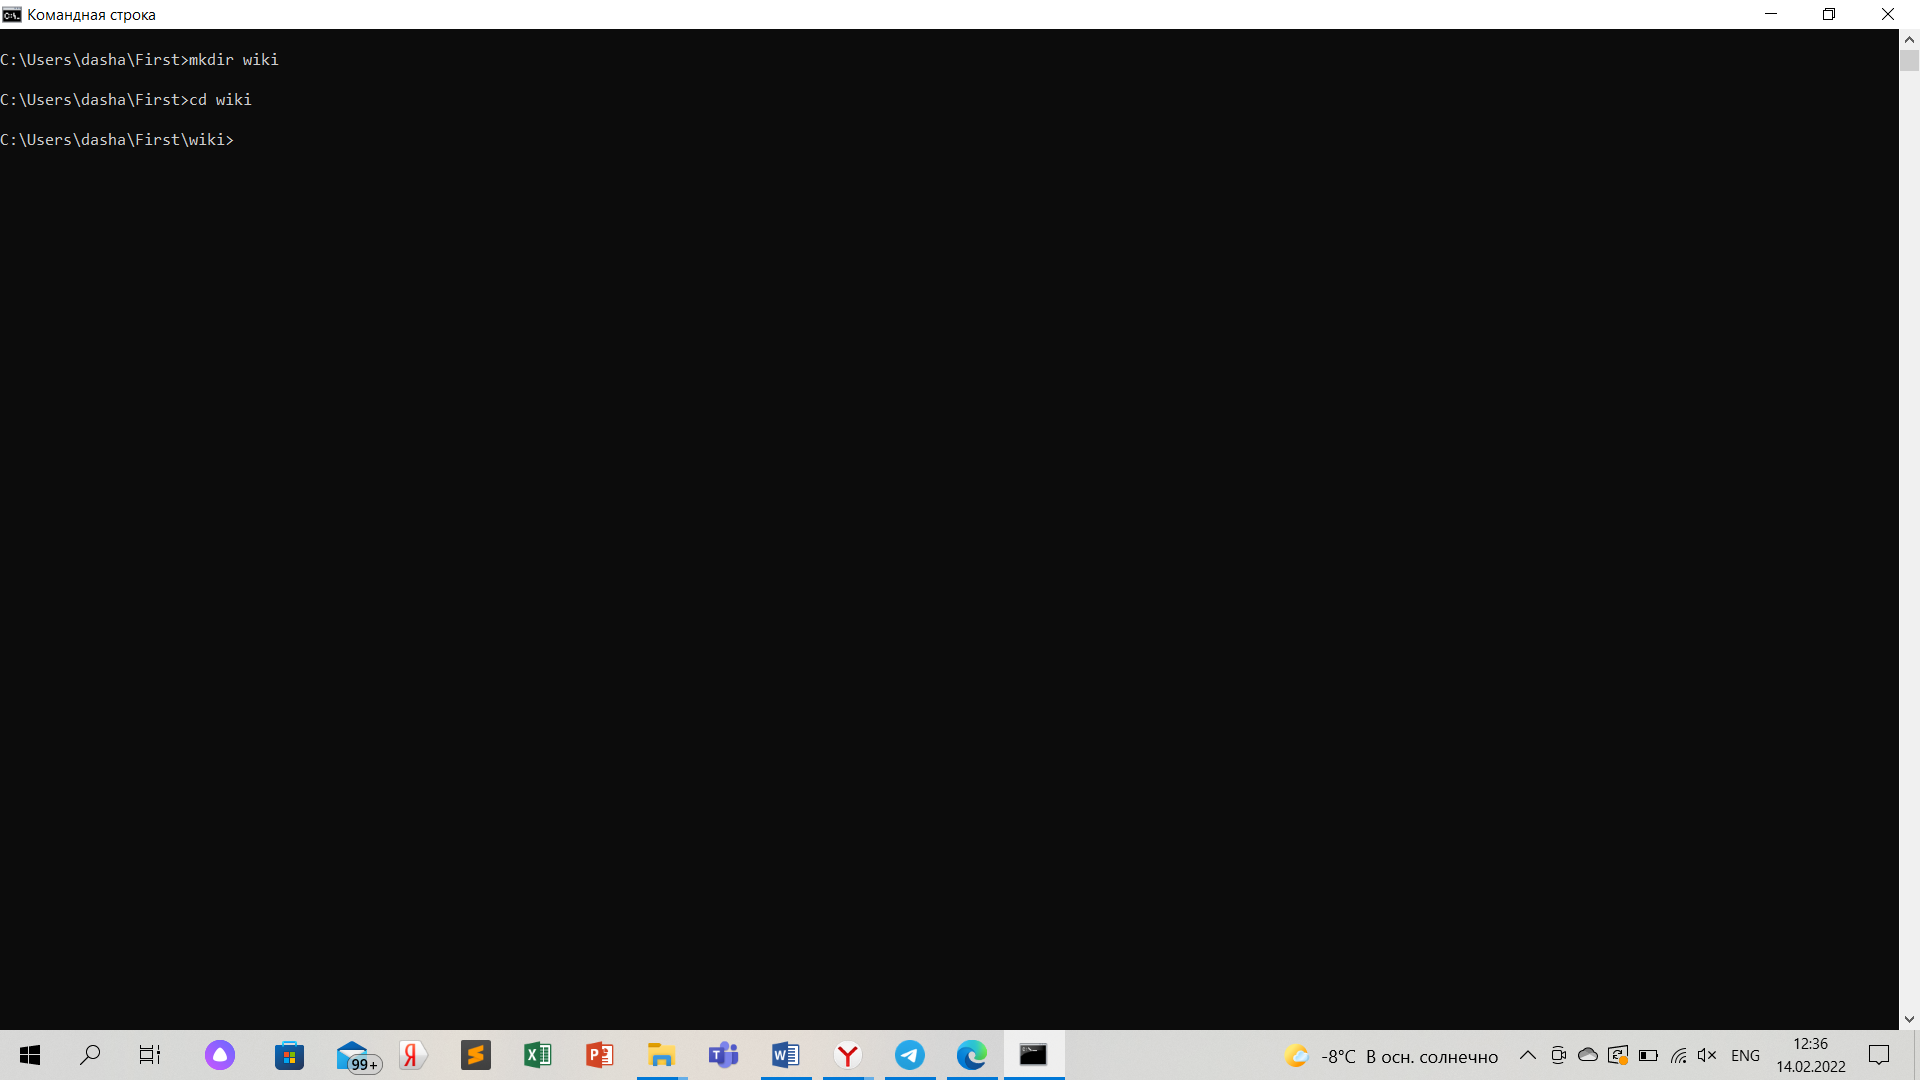 Командная строка
C:\Users\dasha\First>mkdir wiki
C:\Users\dasha\First>cd wiki
C:\Users\dasha\First\wiki>
99+
-8°C В осн. солнечно
ENG
12:36
14.02.2022